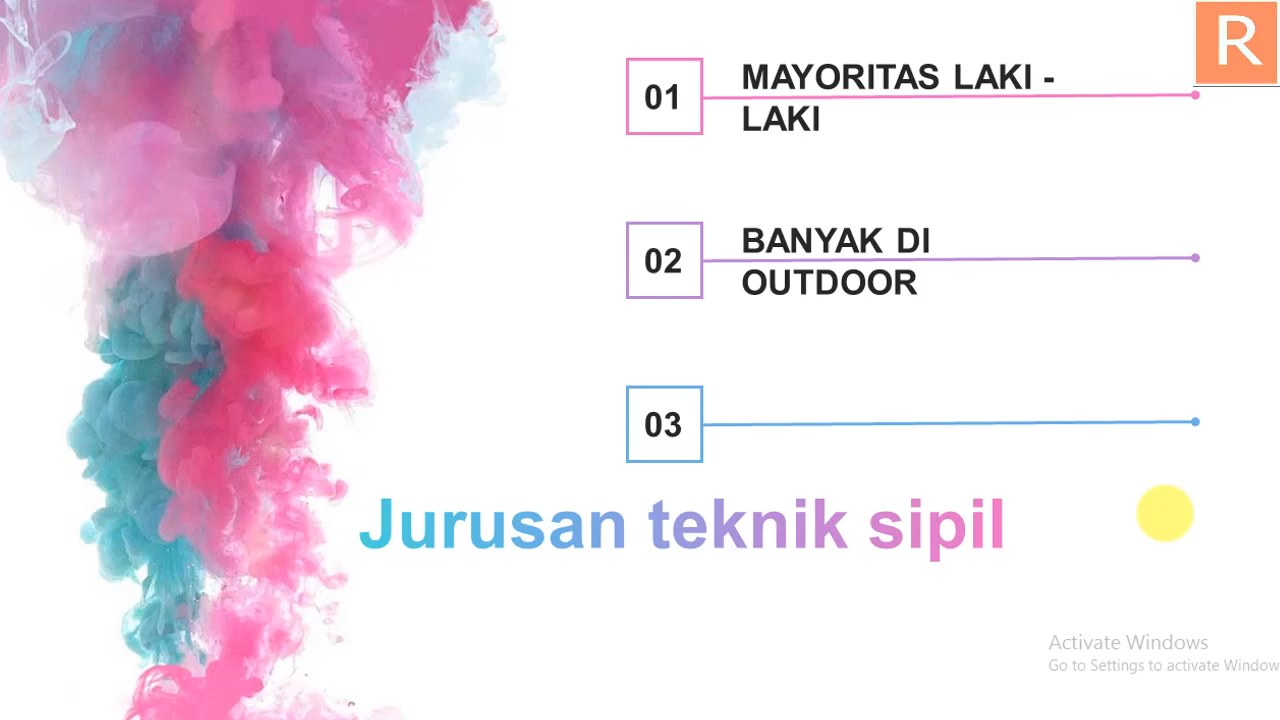 R
01
MAYORITAS LAKI -
LAKI
02
BANYAK DI
OUTDOOR
03
Jurusan teknik sipil
Activate Windows
Go to Settings to activate Window